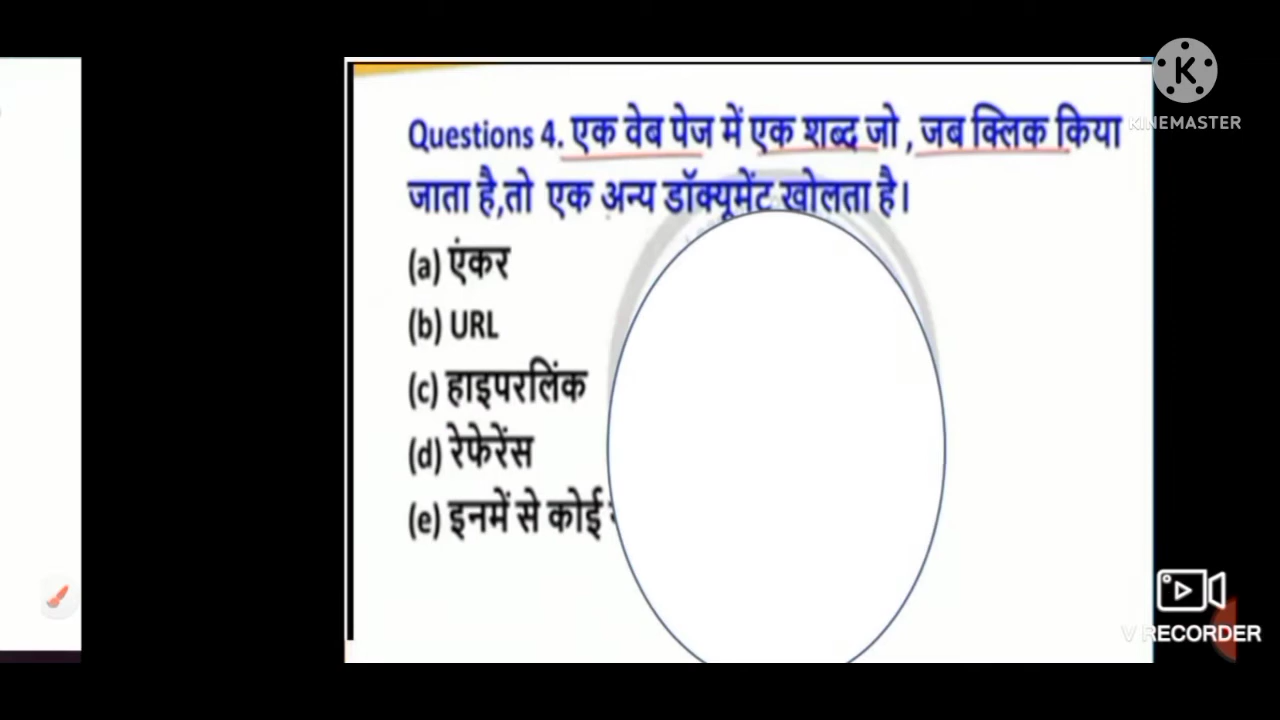 Questions 4. एक वेब पेज में एक शब्द जो , जब क्लिक किया
जाता है,तो एक अन्य डॉक्यूमेंट खोलता है।
(a) एंकर
(b) URL
(c) हाइपरलिंक
(d) रेफेरेंस
(e) इनमें से कोई
K
KINEMASTER
V RECORDER